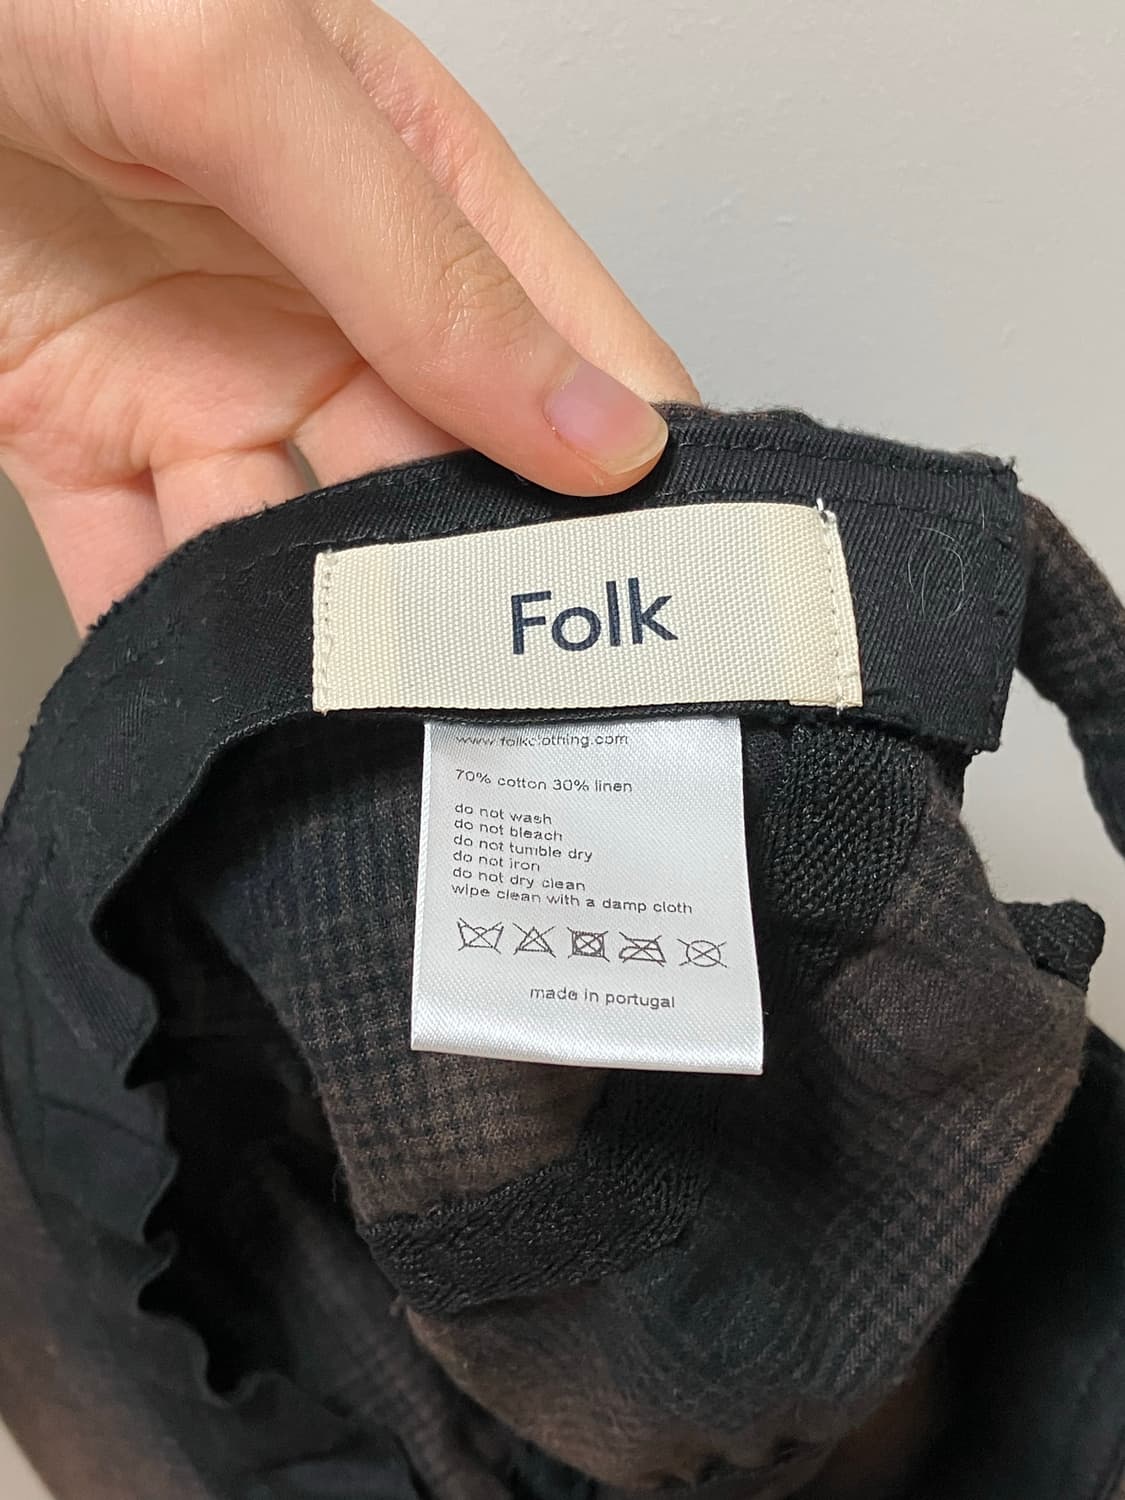 Folk
www.folkclothing.com
70% cotton 30% linen
do not wash
do not bleach
do not tumble dry
do not iron
do not dry clean
wipe clean with a damp cloth
made in portugal